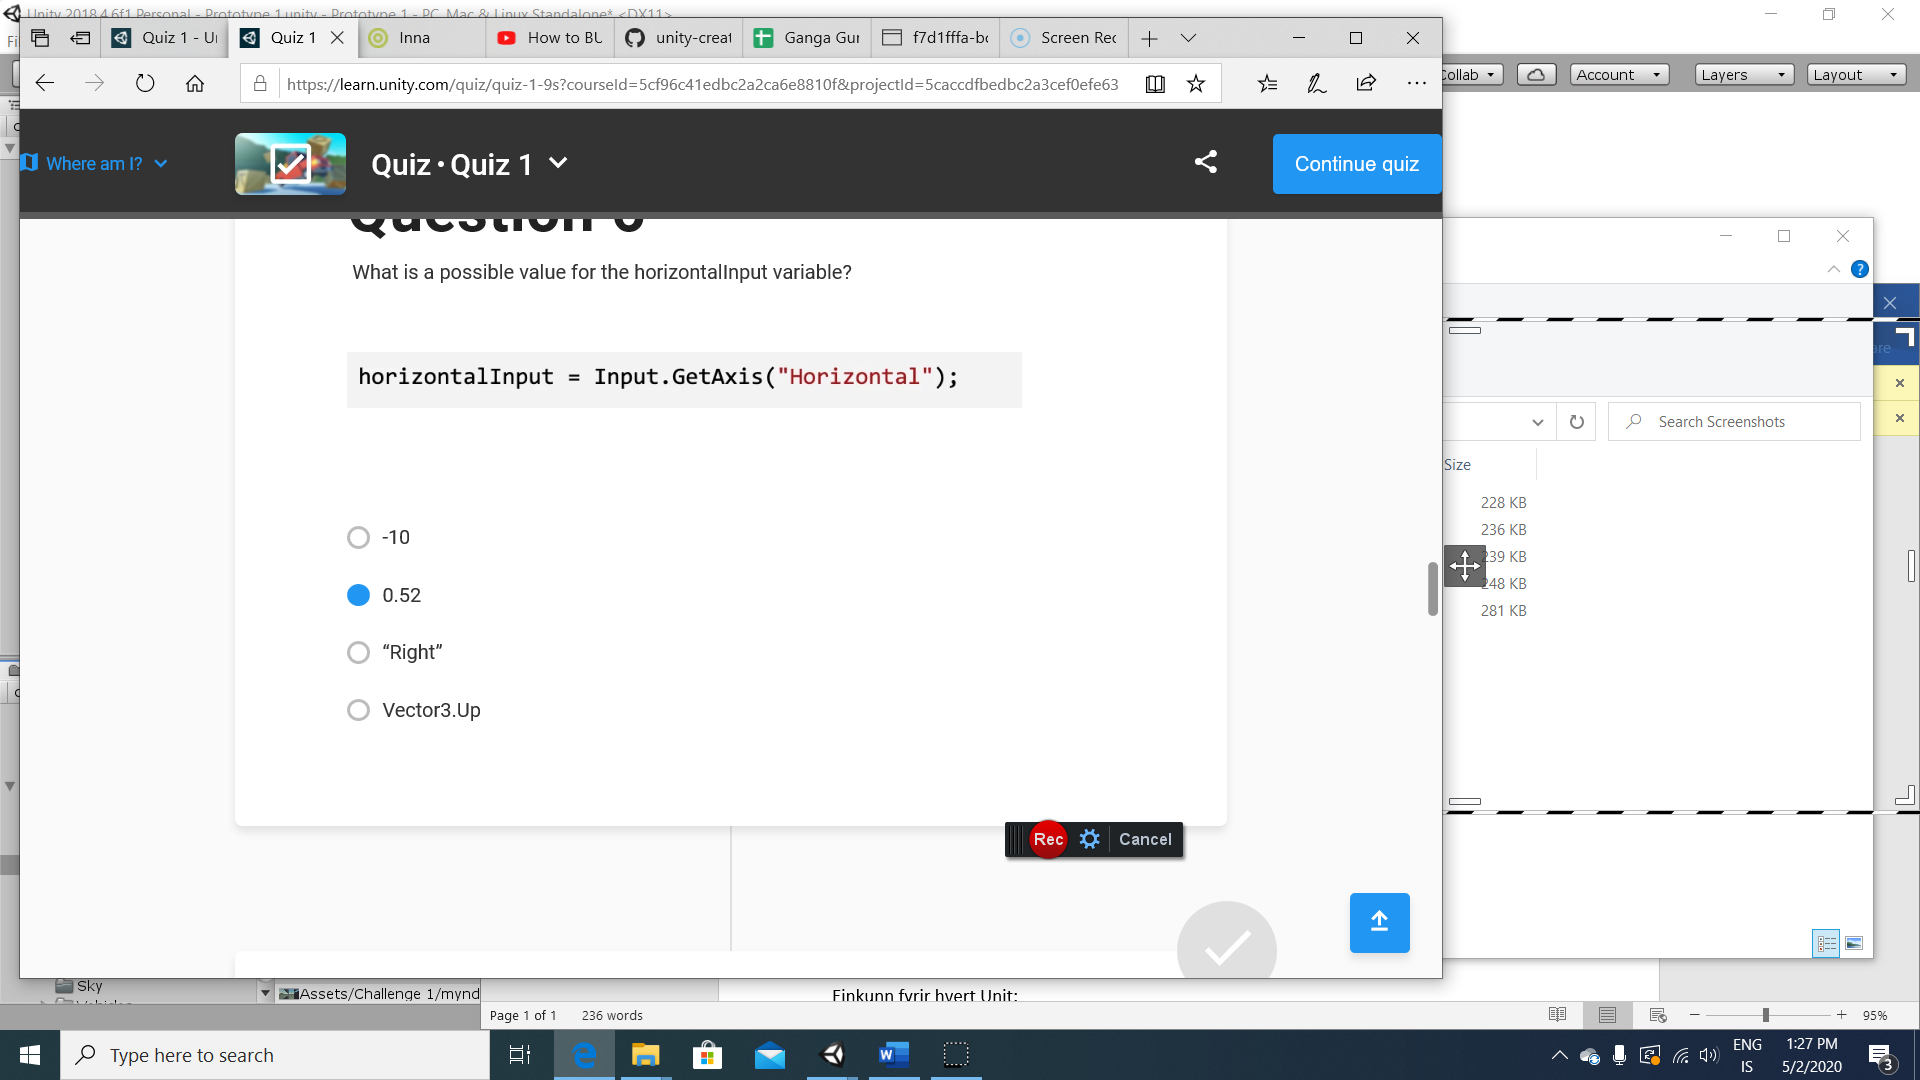 Unity 2018.4.6f1 Personal - Prototype 1.unity - Prototype 1 - PC, Mac & Linux Standalone* <DX11>
Quiz 1 - Ur
Quiz 1
Inna
How to BU
unity-creat
Ganga Gur
f7d1fffa-bc
Screen Rec
https://learn.unity.com/quiz/quiz-1-9s?courseId=5cf96c41edbc2a2ca6e8810f&projectId=5caccdfbedbc2a3cef0efe63
Collab
Account
Layers
Layout
Where am I?
Quiz · Quiz 1
Continue quiz
Question 6
What is a possible value for the horizontalInput variable?
horizontalInput = Input.GetAxis("Horizontal");
-10
0.52
“Right”
Vector3.Up
Rec
Cancel
Search Screenshots
Size
228 KB
236 KB
239 KB
248 KB
281 KB
Sky
Assets/Challenge 1/mynd
Einkunn fyrir hvert Unit:
Page 1 of 1
236 words
95%
Type here to search
ENG
IS
1:27 PM
5/2/2020
3